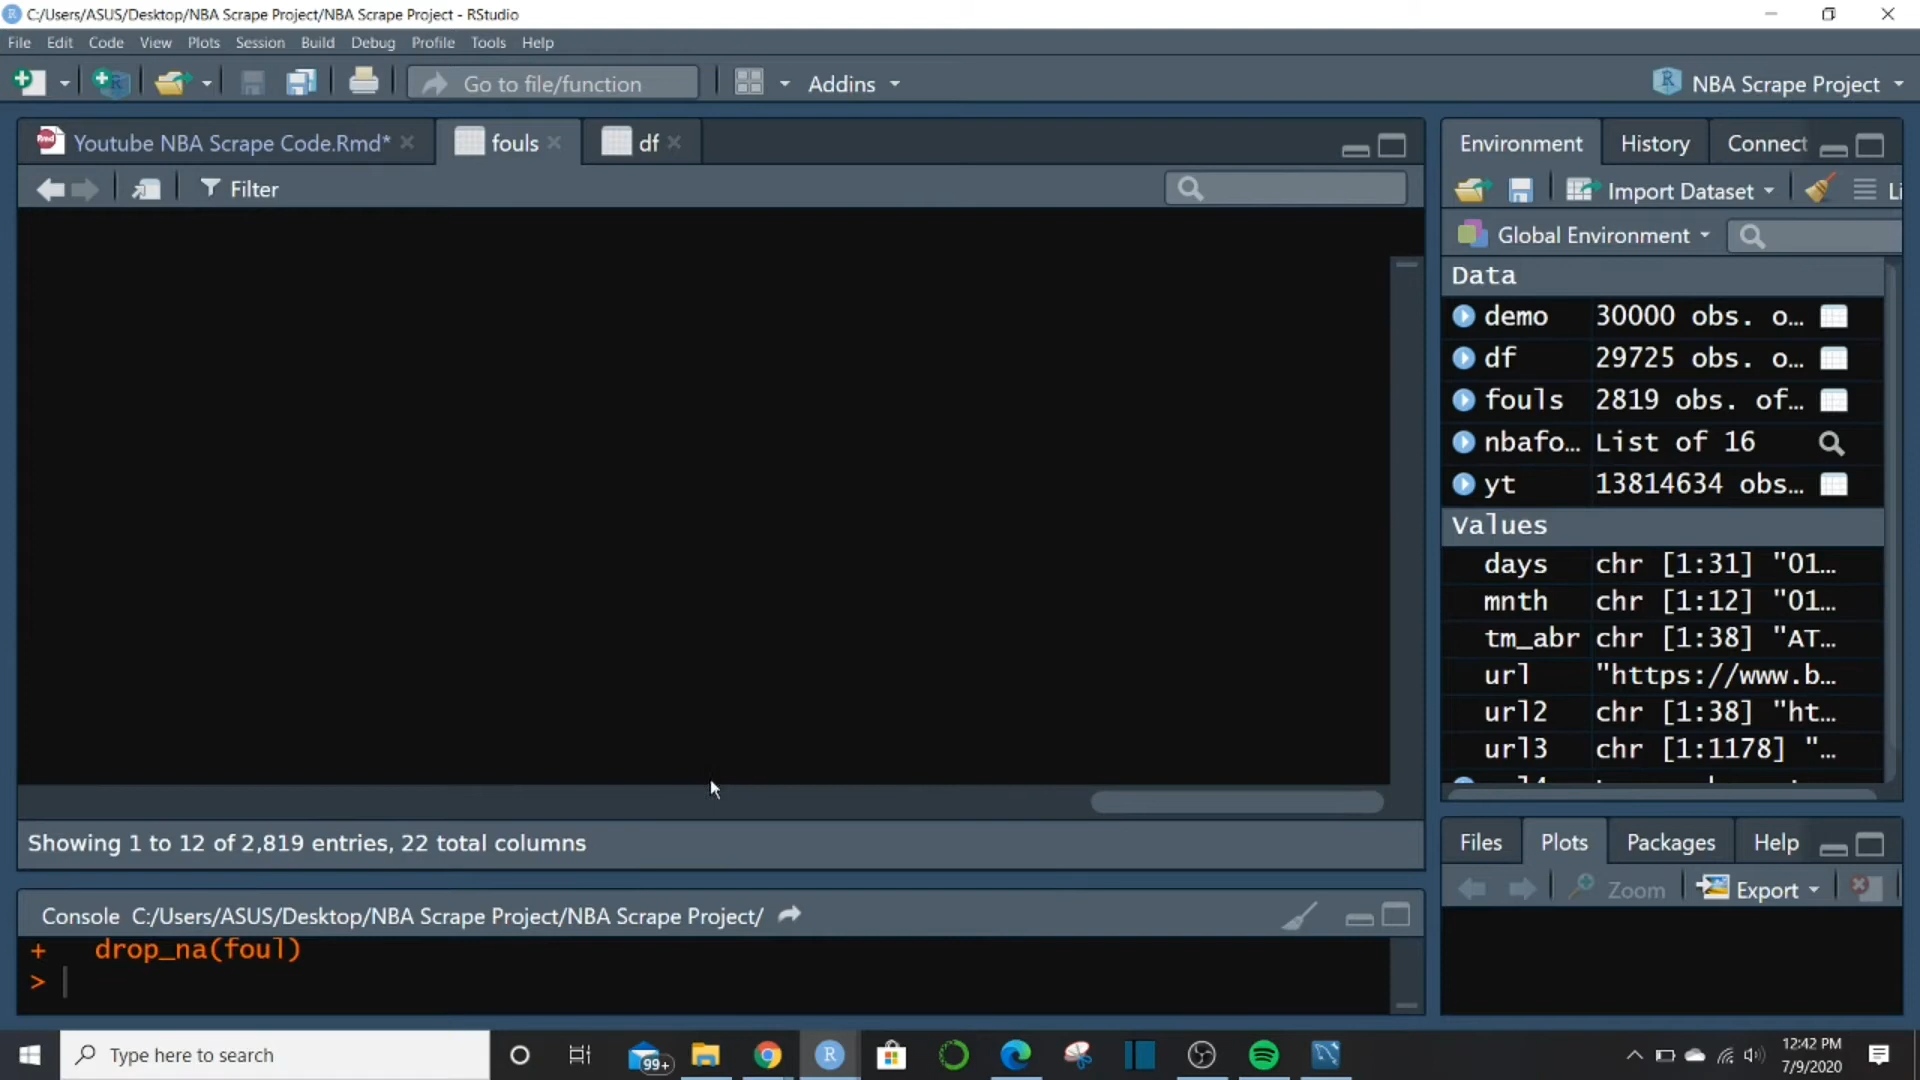 C:/Users/ASUS/Desktop/NBA Scrape Project/NBA Scrape Project - RStudio
File Edit Code View Plots Session Build Debug Profile Tools Help
Go to file/function Addins NBA Scrape Project
Youtube NBA Scrape Code.Rmd* fouls df
Filter
Environment History Connect
Import Dataset Li
Global Environment
Data
demo 30000 obs. o...
df 29725 obs. o...
fouls 2819 obs. of...
nbafo... List of 16
yt 13814634 obs...
Values
days chr [1:31] "01...
mnth chr [1:12] "01...
tm_abr chr [1:38] "AT...
url "https://www.b...
url2 chr [1:38] "ht...
url3 chr [1:1178] "...
Showing 1 to 12 of 2,819 entries, 22 total columns
Files Plots Packages Help
Zoom Export
Console C:/Users/ASUS/Desktop/NBA Scrape Project/NBA Scrape Project/
+ drop_na(foul)
>
Type here to search
99+
12:42 PM
7/9/2020